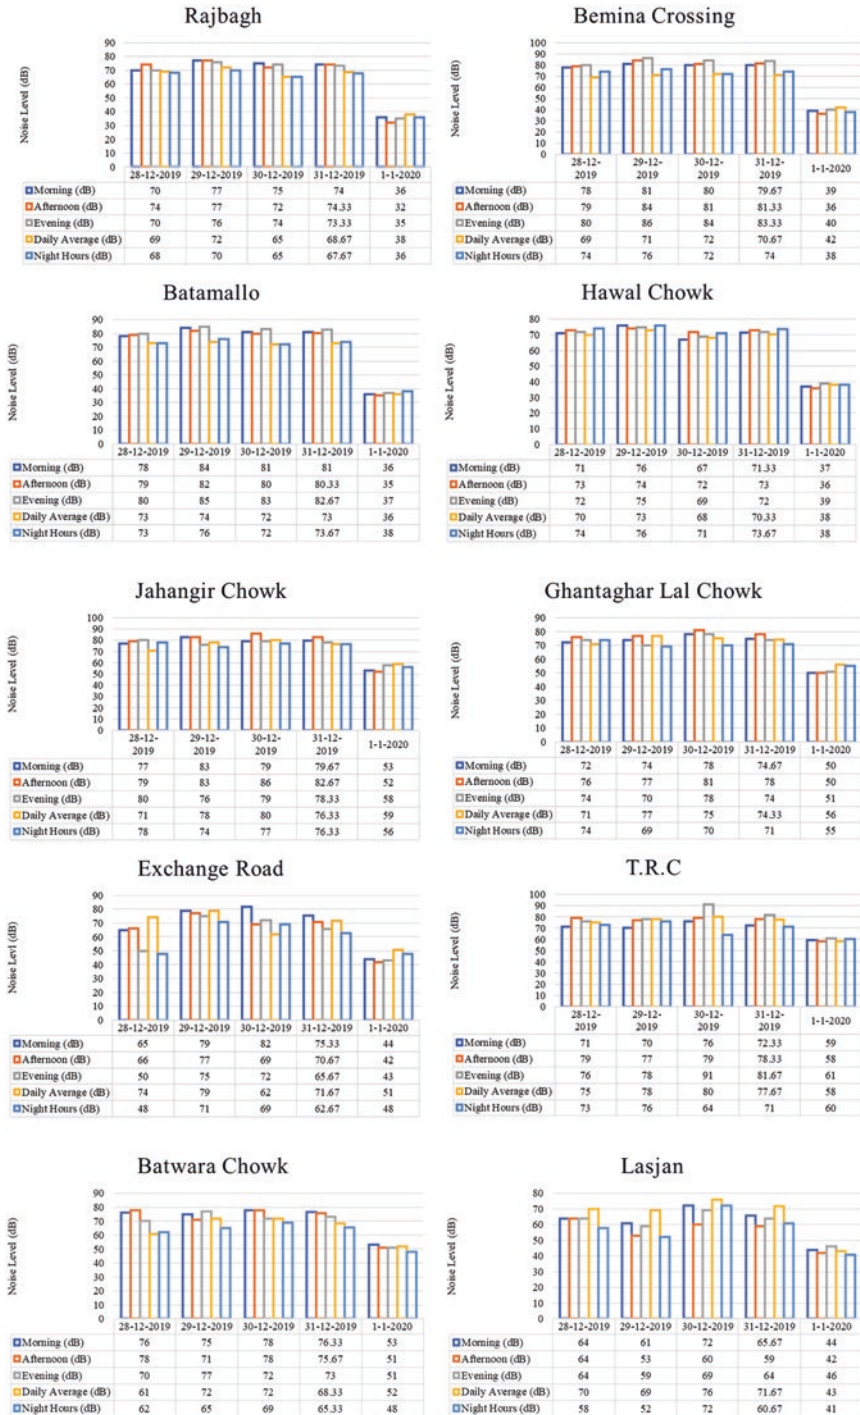 Rajbagh
Noise Level (dB)
90
80
70
60
50
40
30
20
10
0
28-12-2019 29-12-2019 30-12-2019 31-12-2019 1-1-2020
Morning (dB) 70 77 75 74 36
Afternoon (dB) 74 77 72 74.33 32
Evening (dB) 70 76 74 73.33 35
Daily Average (dB) 69 72 65 68.67 38
Night Hours (dB) 68 70 65 67.67 36
Bemina Crossing
Noise Level (dB)
100
90
80
70
60
50
40
30
20
10
0
28-12-2019 29-12-2019 30-12-2019 31-12-2019 1-1-2020
Morning (dB) 78 81 80 79.67 39
Afternoon (dB) 79 84 81 81.33 36
Evening (dB) 80 86 84 83.33 40
Daily Average (dB) 69 71 72 70.67 42
Night Hours (dB) 74 76 72 74 38
Batamallo
Noise Level (dB)
90
80
70
60
50
40
30
20
10
0
28-12-2019 29-12-2019 30-12-2019 31-12-2019 1-1-2020
Morning (dB) 78 84 81 81 36
Afternoon (dB) 79 82 80 80.33 35
Evening (dB) 80 85 83 82.67 37
Daily Average (dB) 73 74 72 73 36
Night Hours (dB) 73 76 72 73.67 38
Hawal Chowk
Noise Level (dB)
80
70
60
50
40
30
20
10
0
28-12-2019 29-12-2019 30-12-2019 31-12-2019 1-1-2020
Morning (dB) 71 76 67 71.33 37
Afternoon (dB) 73 74 72 73 36
Evening (dB) 72 75 69 72 39
Daily Average (dB) 70 73 68 70.33 38
Night Hours (dB) 74 76 71 73.67 38
Jahangir Chowk
Noise Level (dB)
100
90
80
70
60
50
40
30
20
10
0
28-12-2019 29-12-2019 30-12-2019 31-12-2019 1-1-2020
Morning (dB) 77 83 79 79.67 53
Afternoon (dB) 79 83 86 82.67 52
Evening (dB) 80 76 79 78.33 58
Daily Average (dB) 71 78 80 76.33 59
Night Hours (dB) 78 74 77 76.33 56
Ghantaghar Lal Chowk
Noise Level (dB)
90
80
70
60
50
40
30
20
10
0
28-12-2019 29-12-2019 30-12-2019 31-12-2019 1-1-2020
Morning (dB) 72 74 78 74.67 50
Afternoon (dB) 76 77 81 78 50
Evening (dB) 74 70 78 74 51
Daily Average (dB) 71 77 75 74.33 56
Night Hours (dB) 74 69 70 71 55
Exchange Road
Noise Levl (dB)
90
80
70
60
50
40
30
20
10
0
28-12-2019 29-12-2019 30-12-2019 31-12-2019 1-1-2020
Morning (dB) 65 79 82 75.33 44
Afternoon (dB) 66 77 69 70.67 42
Evening (dB) 50 75 72 65.67 43
Daily Average (dB) 74 79 62 71.67 51
Night Hours (dB) 48 71 69 62.67 48
T.R.C
Noise Level (dB)
100
90
80
70
60
50
40
30
20
10
0
28-12-2019 29-12-2019 30-12-2019 31-12-2019 1-1-2020
Morning (dB) 71 70 76 72.33 59
Afternoon (dB) 79 77 79 78.33 58
Evening (dB) 76 78 91 81.67 61
Daily Average (dB) 75 78 80 77.67 58
Night Hours (dB) 73 76 64 71 60
Batwara Chowk
Noise Level (dB)
90
80
70
60
50
40
30
20
10
0
28-12-2019 29-12-2019 30-12-2019 31-12-2019 1-1-2020
Morning (dB) 76 75 78 76.33 53
Afternoon (dB) 78 71 78 75.67 51
Evening (dB) 70 77 72 73 51
Daily Average (dB) 61 72 72 68.33 52
Night Hours (dB) 62 65 69 65.33 48
Lasjan
Noise Level (dB)
80
70
60
50
40
30
20
10
0
28-12-2019 29-12-2019 30-12-2019 31-12-2019 1-1-2020
Morning (dB) 64 61 72 65.67 44
Afternoon (dB) 64 53 60 59 42
Evening (dB) 64 59 69 64 46
Daily Average (dB) 70 69 76 71.67 43
Night Hours (dB) 58 52 72 60.67 41